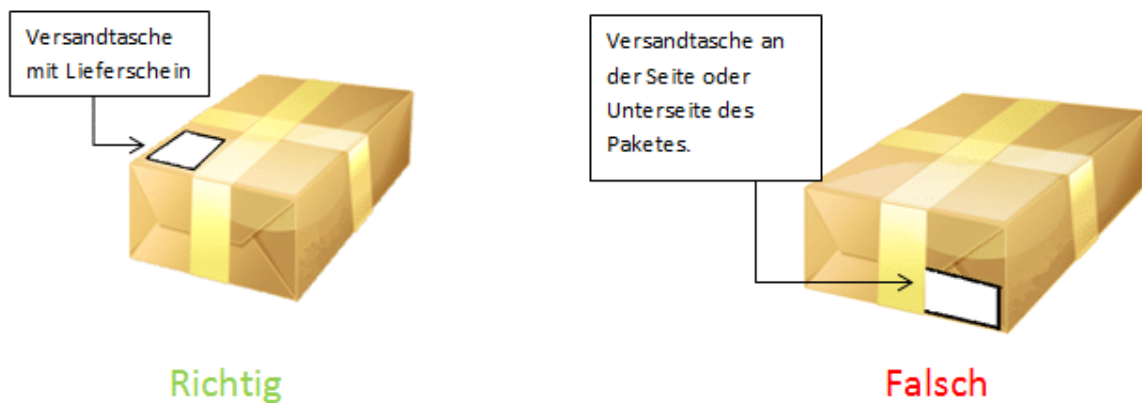 Versandtasche
mit Lieferschein
Versandtasche an
der Seite oder
Unterseite des
Paketes.
Richtig
Falsch